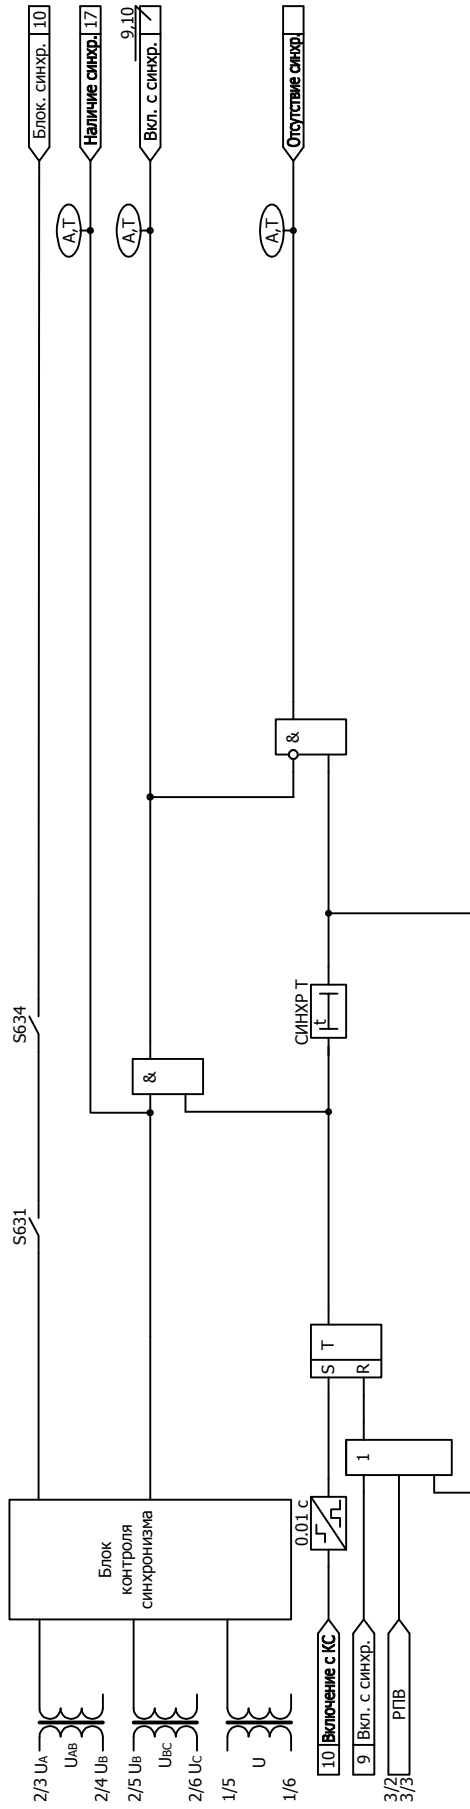 2/3 UA
UAB
2/4 UB
2/5 UB
UBC
2/6 UC
1/5
U
1/6
Блок
контроля
синхронизма
S631
S634
Блок. синхр. 10
А,Т
Наличие синхр. 17
&
А,Т
Вкл. с синхр.
9,10
10 Включение с КС
0.01 с
S T
R
СИНХР Т
t
&
А,Т
Отсутствие синхр.
9 Вкл. с синхр.
1
3/2 РПВ
3/3